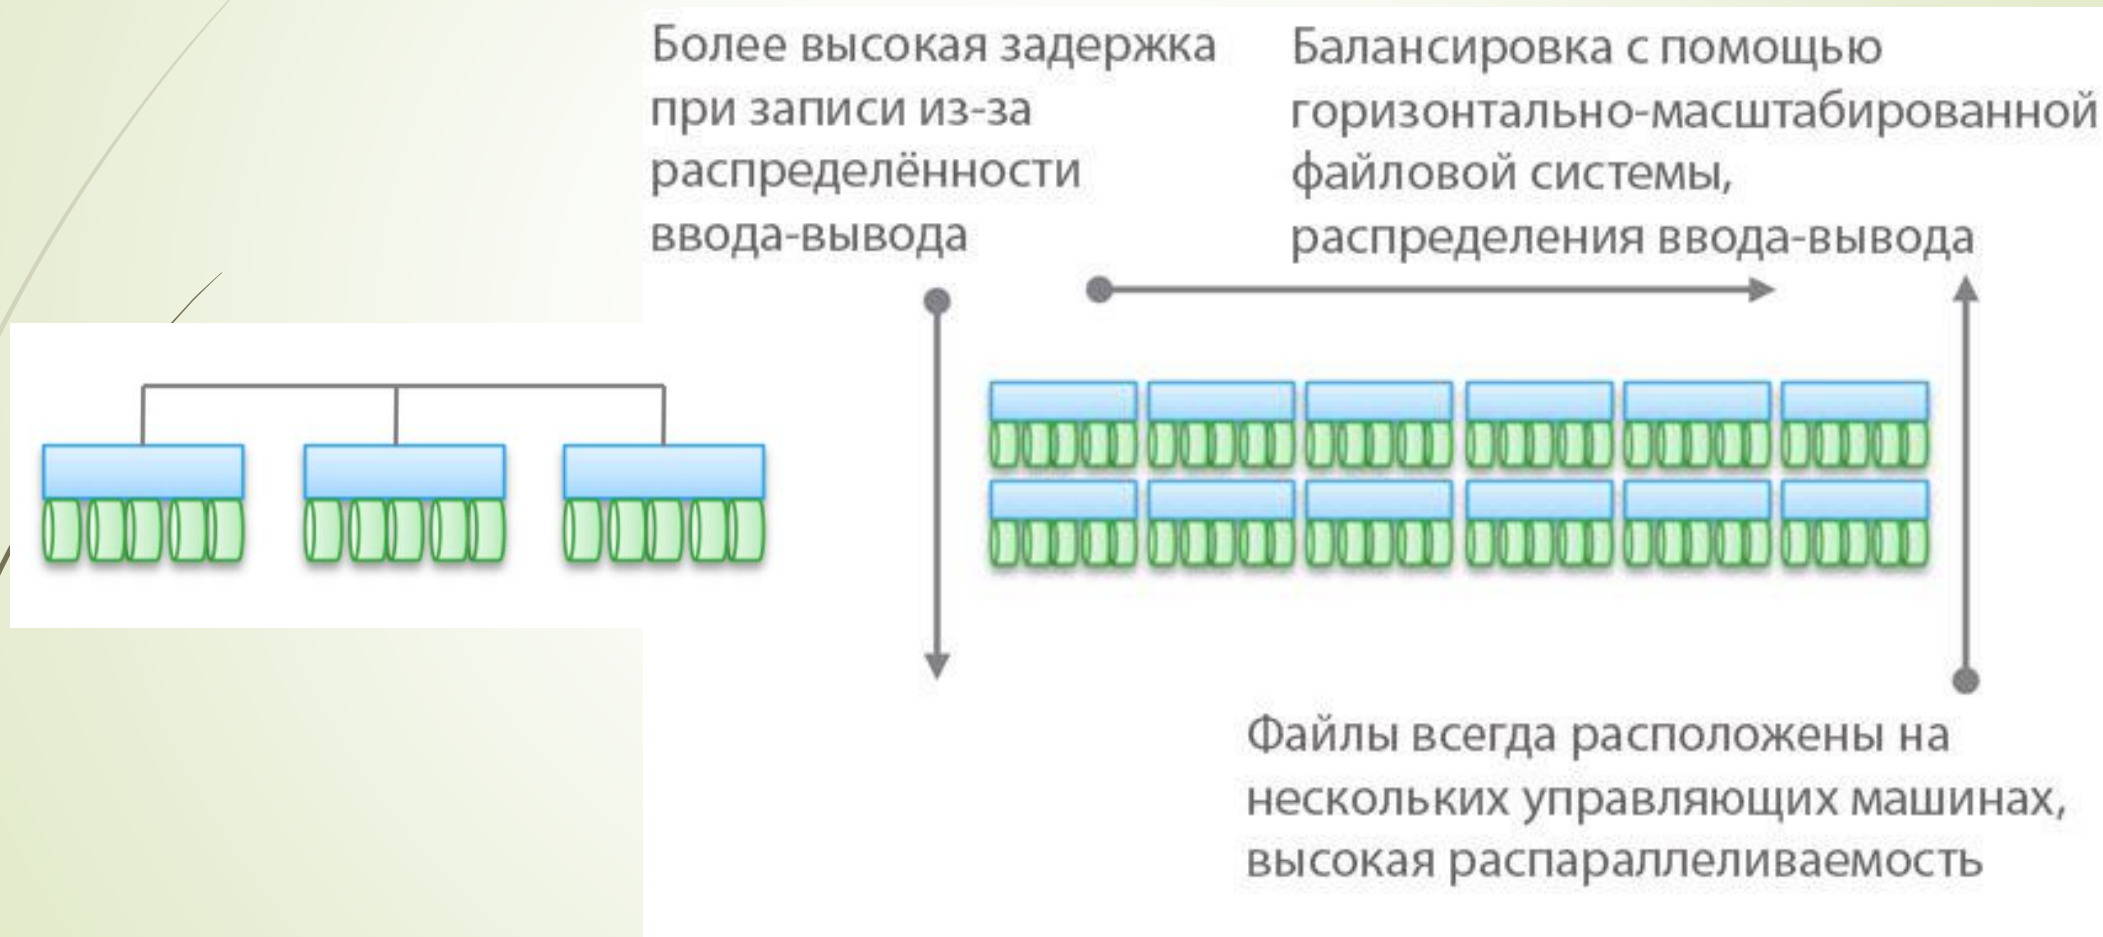 Более высокая задержка
при записи из-за
распределённости
ввода-вывода
Балансировка с помощью
горизонтально-масштабированной
файловой системы,
распределения ввода-вывода
Файлы всегда расположены на
нескольких управляющих машинах,
высокая распараллеливаемость